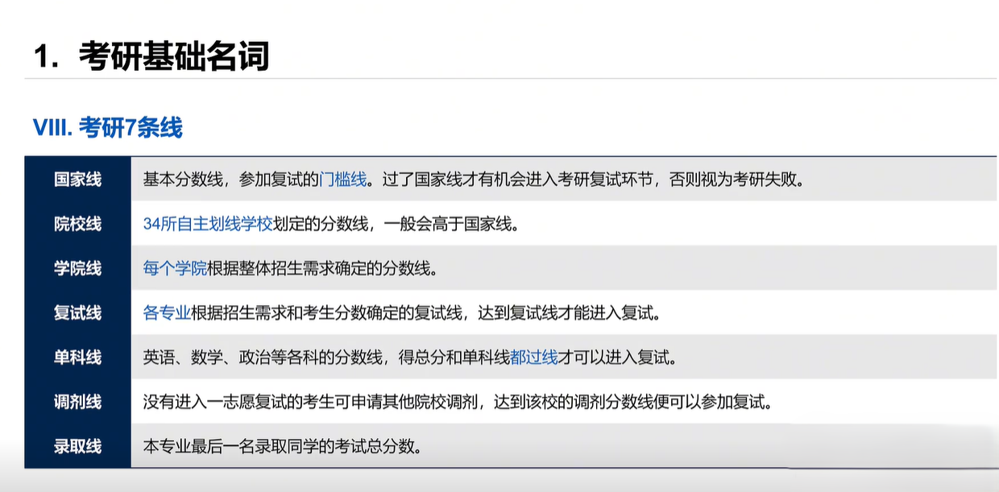 1. 考研基础名词
VIII. 考研7条线
国家线 基本分数线，参加复试的门槛线。过了国家线才有机会进入考研复试环节，否则视为考研失败。
院校线 34所自主划线学校划定的分数线，一般会高于国家线。
学院线 每个学院根据整体招生需求确定的分数线。
复试线 各专业根据招生需求和考生分数确定的复试线，达到复试线才能进入复试。
单科线 英语、数学、政治等各科的分数线，得总分和单科线都过线才可以进入复试。
调剂线 没有进入一志愿复试的考生可申请其他院校调剂，达到该校的调剂分数线便可以参加复试。
录取线 本专业最后一名录取同学的考试总分数。